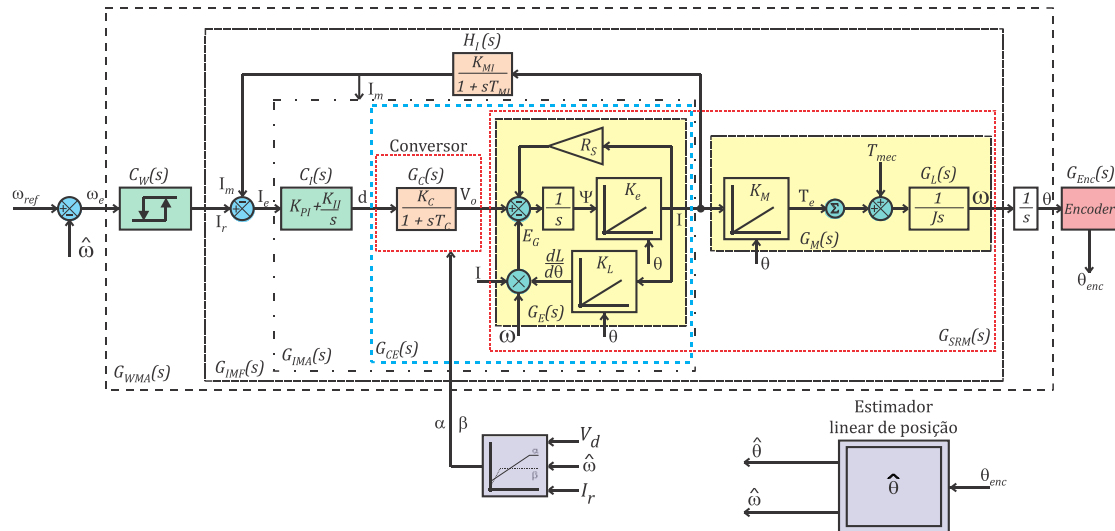 H_I(s)
K_MI
1 + sT_MI
I_m
Conversor
R_S
T_mec
C_W(s)
C_I(s)
G_C(s)
G_L(s)
G_Enc(s)
ω_ref
ω_e
I_m
I_r
I_e
K_PI + K_IJ
s
d
K_C
1 + sT_C
V_o
1
s
Ψ
K_e
I
K_M
T_e
Σ
1
Js
ω
1
s
θ
Encoder
ω̂
E_G
θ
G_M(s)
θ
I
dL
dθ
K_L
θ_enc
ω
G_E(s)
θ
G_WMA(s)
G_IMF(s)
G_IMA(s)
G_CE(s)
G_SRM(s)
α
β
V_d
ω̂
I_r
α
β
Estimador
linear de posição
θ̂
ω̂
θ̂
θ_enc